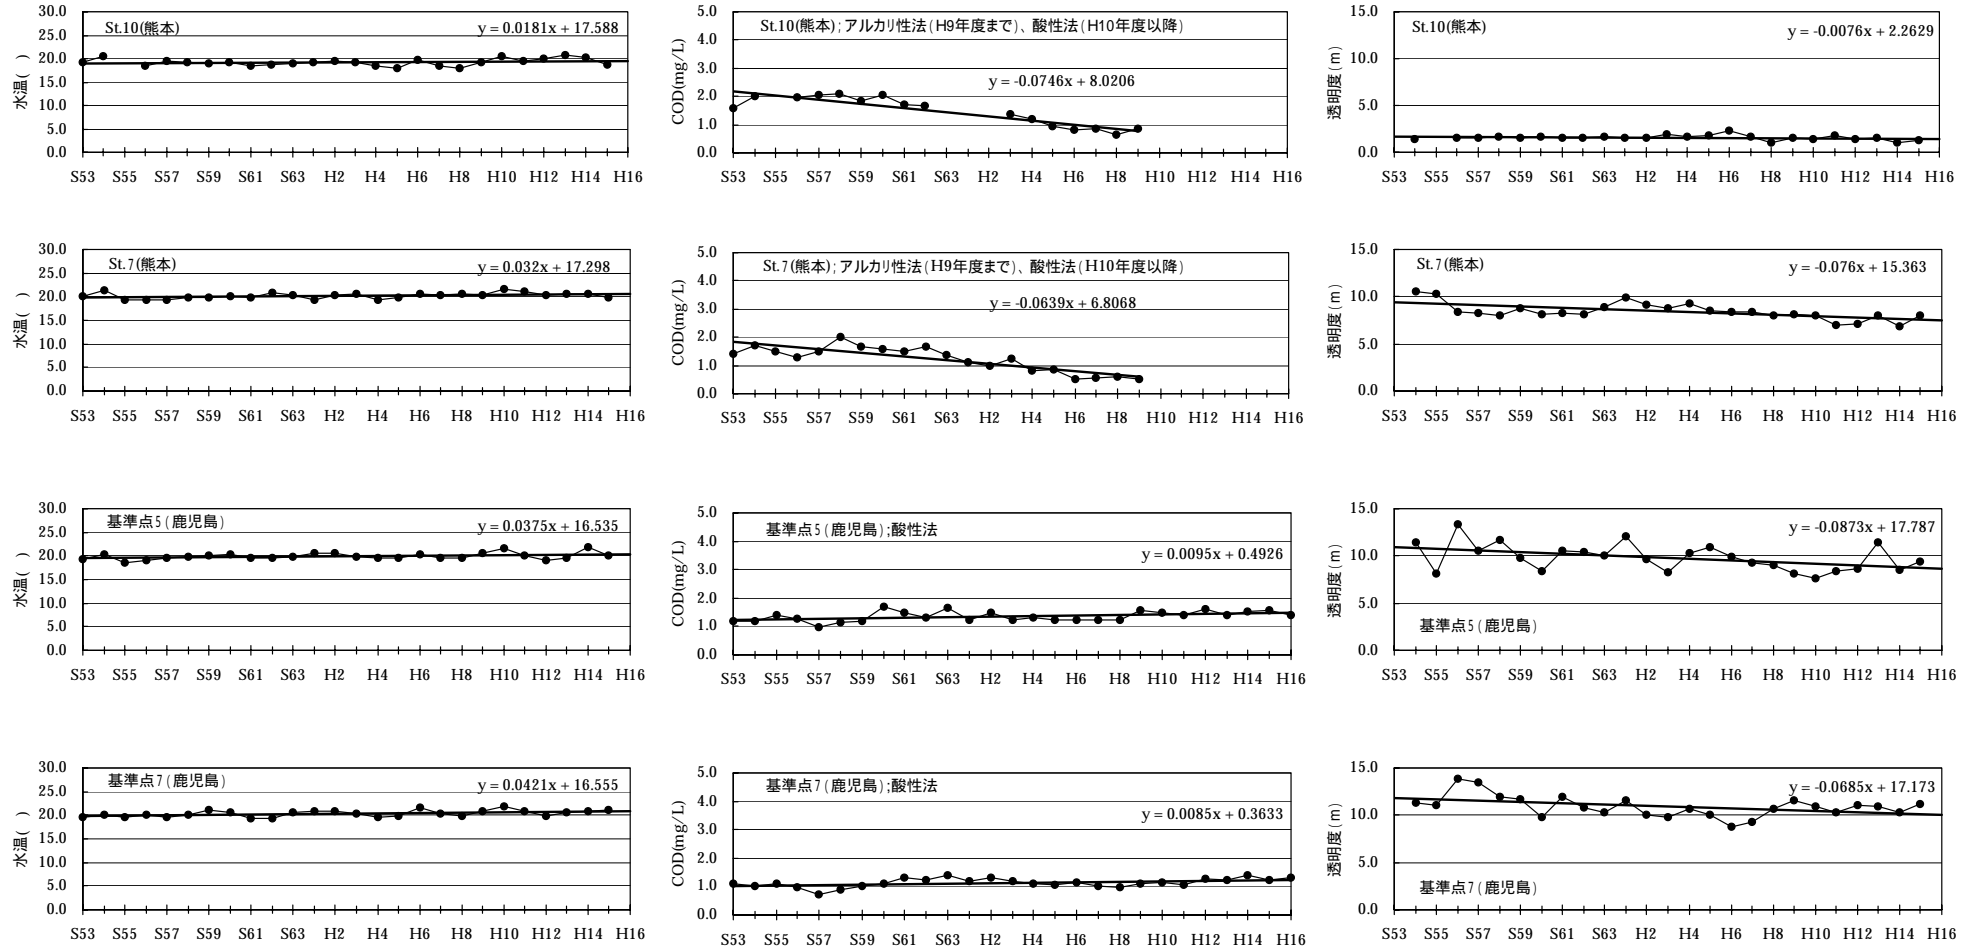 30.0
25.0
20.0
15.0
10.0
5.0
0.0
水温( )
St.10(熊本)
y = 0.0181x + 17.588
S53 S55 S57 S59 S61 S63 H2 H4 H6 H8 H10 H12 H14 H16
5.0
4.0
3.0
2.0
1.0
0.0
COD(mg/L)
St.10(熊本);アルカリ性法(H9年度まで)、酸性法(H10年度以降)
y = -0.0746x + 8.0206
S53 S55 S57 S59 S61 S63 H2 H4 H6 H8 H10 H12 H14 H16
15.0
10.0
5.0
0.0
透明度(m)
St.10(熊本)
y = -0.0076x + 2.2629
S53 S55 S57 S59 S61 S63 H2 H4 H6 H8 H10 H12 H14 H16
30.0
25.0
20.0
15.0
10.0
5.0
0.0
水温( )
St.7(熊本)
y = 0.032x + 17.298
S53 S55 S57 S59 S61 S63 H2 H4 H6 H8 H10 H12 H14 H16
5.0
4.0
3.0
2.0
1.0
0.0
COD(mg/L)
St.7(熊本);アルカリ性法(H9年度まで)、酸性法(H10年度以降)
y = -0.0639x + 6.8068
S53 S55 S57 S59 S61 S63 H2 H4 H6 H8 H10 H12 H14 H16
15.0
10.0
5.0
0.0
透明度(m)
St.7(熊本)
y = -0.076x + 15.363
S53 S55 S57 S59 S61 S63 H2 H4 H6 H8 H10 H12 H14 H16
30.0
25.0
20.0
15.0
10.0
5.0
0.0
水温( )
基準点5(鹿児島)
y = 0.0375x + 16.535
S53 S55 S57 S59 S61 S63 H2 H4 H6 H8 H10 H12 H14 H16
5.0
4.0
3.0
2.0
1.0
0.0
COD(mg/L)
基準点5(鹿児島);酸性法
y = 0.0095x + 0.4926
S53 S55 S57 S59 S61 S63 H2 H4 H6 H8 H10 H12 H14 H16
15.0
10.0
5.0
0.0
透明度(m)
y = -0.0873x + 17.787
基準点5(鹿児島)
S53 S55 S57 S59 S61 S63 H2 H4 H6 H8 H10 H12 H14 H16
30.0
25.0
20.0
15.0
10.0
5.0
0.0
水温( )
基準点7(鹿児島)
y = 0.0421x + 16.555
S53 S55 S57 S59 S61 S63 H2 H4 H6 H8 H10 H12 H14 H16
5.0
4.0
3.0
2.0
1.0
0.0
COD(mg/L)
基準点7(鹿児島);酸性法
y = 0.0085x + 0.3633
S53 S55 S57 S59 S61 S63 H2 H4 H6 H8 H10 H12 H14 H16
15.0
10.0
5.0
0.0
透明度(m)
y = -0.0685x + 17.173
基準点7(鹿児島)
S53 S55 S57 S59 S61 S63 H2 H4 H6 H8 H10 H12 H14 H16